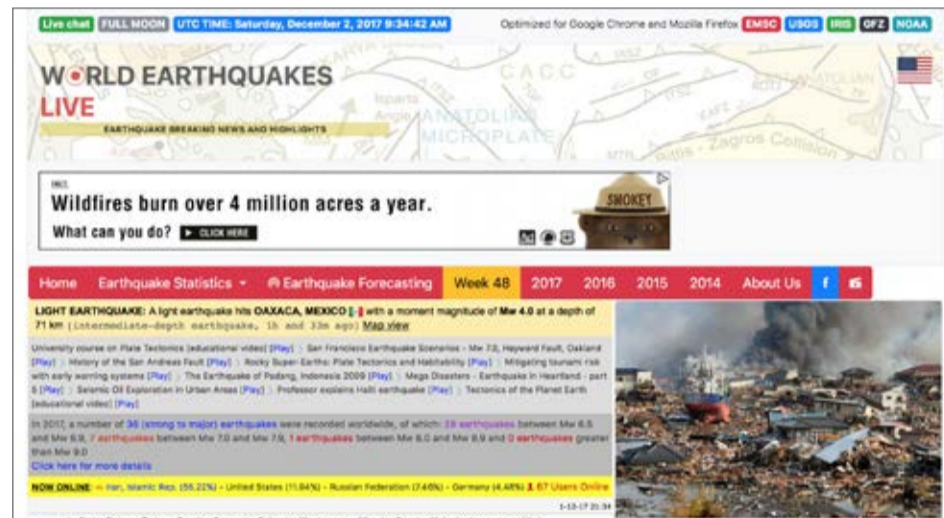 Live chat FULL MOON UTC TIME: Saturday, December 2, 2017 9:34:42 AM Optimized for Google Chrome and Mozilla Firefox EMSC USGS IRIS GFZ NOAA
WORLD EARTHQUAKES
LIVE
EARTHQUAKE BREAKING NEWS AND HIGHLIGHTS
CACC
Isparta
Angle
ANATOLIAN
MICROPLATE
EAFZ
Bitlis - Zagros Collision
Wildfires burn over 4 million acres a year.
What can you do? CLICK HERE
SMOKEY
Home Earthquake Statistics Earthquake Forecasting Week 48 2017 2016 2015 2014 About Us f
LIGHT EARTHQUAKE: A light earthquake hits OAXACA, MEXICO with a moment magnitude of Mw 4.0 at a depth of
71 km (intermediate-depth earthquake, 1h and 33m ago) Map view
University course on Plate Tectonics [educational video] [Play] | San Francisco Earthquake Scenarios - Mw 7.0, Hayward Fault, Oakland
[Play] | History of the San Andreas Fault [Play] | Rocky Super-Earths: Plate Tectonics and Habitability [Play] | Mitigating tsunami risk
with early warning systems [Play] | The Earthquake of Padang, Indonesia 2009 [Play] | Mega Disasters - Earthquake in Heartland - part
5 [Play] | Seismic Oil Exploration in Urban Areas [Play] | Professor explains Haiti earthquake [Play] | Tectonics of the Planet Earth
[educational video] [Play]
In 2017, a number of 36 (strong to major) earthquakes were recorded worldwide, of which: 28 earthquakes between Mw 6.5
and Mw 6.9, 7 earthquakes between Mw 7.0 and Mw 7.9, 1 earthquakes between Mw 8.0 and Mw 8.9 and 0 earthquakes greater
than Mw 9.0
Click here for more details
NOW ONLINE: Iran, Islamic Rep. (56.22%) - United States (11.94%) - Russian Federation (7.46%) - Germany (4.48%) 67 Users Online
1-12-17 21:34